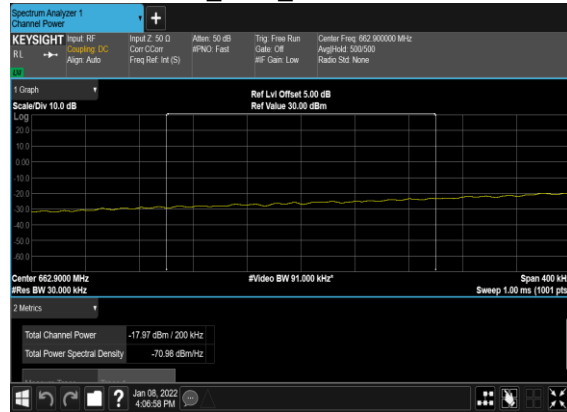 Spectrum Analyzer 1
Channel Power
KEYSIGHT Input: RF Input Z: 50 Ω Atten: 50 dB Trig: Free Run Center Freq: 662.900000 MHz
RL Coupling: DC Corr CCorr #PNO: Fast Gate: Off Avg|Hold: 500/500
Align: Auto Freq Ref: Int (S) #IF Gain: Low Radio Std: None
1 Graph
Ref Lvl Offset 5.00 dB
Scale/Div 10.0 dB Ref Value 30.00 dBm
Log
20.0
10.0
0.00
-10.0
-20.0
-30.0
-40.0
-50.0
-60.0
Center 662.9000 MHz #Video BW 91.000 kHz* Span 400 kH
#Res BW 30.000 kHz Sweep 1.00 ms (1001 pts
2 Metrics
Total Channel Power -17.97 dBm / 200 kHz
Total Power Spectral Density -70.98 dBm/Hz
? Jan 08, 2022
4:06:58 PM